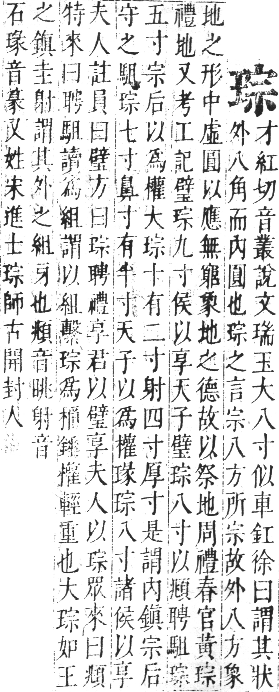 琮
才紅切音叢說文瑞玉大八寸似車釭徐曰謂其狀
外八角而內圓也琮之言宗八方所宗故外八方象
地之形中虛圓以應無窮象地之德故以祭地周禮春官黃琮
禮地又考工記璧琮九寸侯以享天子璧琮八寸以頫聘駔琮
五寸宗后以為權大琮十有二寸射四寸厚寸是謂內鎮宗后
守之駔琮七寸鼻寸有半寸天子以為權瑑琮八寸諸侯以享
夫人註員曰璧方曰琮聘禮享君以璧享夫人以琮眾來曰頫
特來曰聘駔讀為組謂以組繫琮為稱錘權輕重也大琮如王
之鎮圭射謂其外之組牙也頫音眺射音
石瑑音篆又姓宋進士琮師古開封人